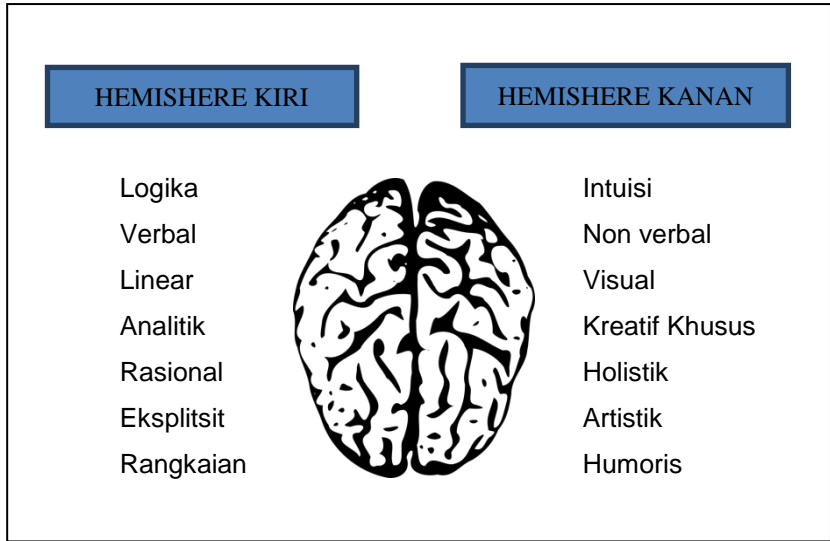 HEMISHERE KIRI
HEMISHERE KANAN
Logika
Verbal
Linear
Analitik
Rasional
Eksplitsit
Rangkaian
Intuisi
Non verbal
Visual
Kreatif Khusus
Holistik
Artistik
Humoris